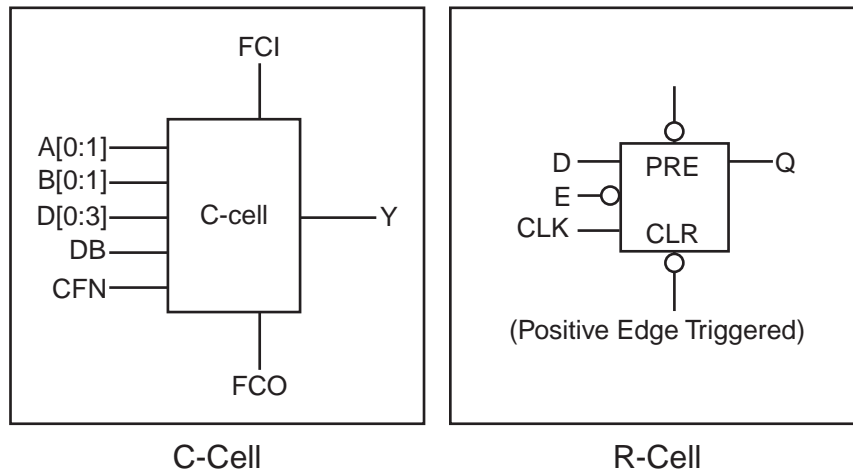 FCI
A[0:1]
B[0:1]
D[0:3]
DB
CFN
C-cell
Y
FCO
C-Cell
D
E
CLK
PRE
CLR
Q
(Positive Edge Triggered)
R-Cell